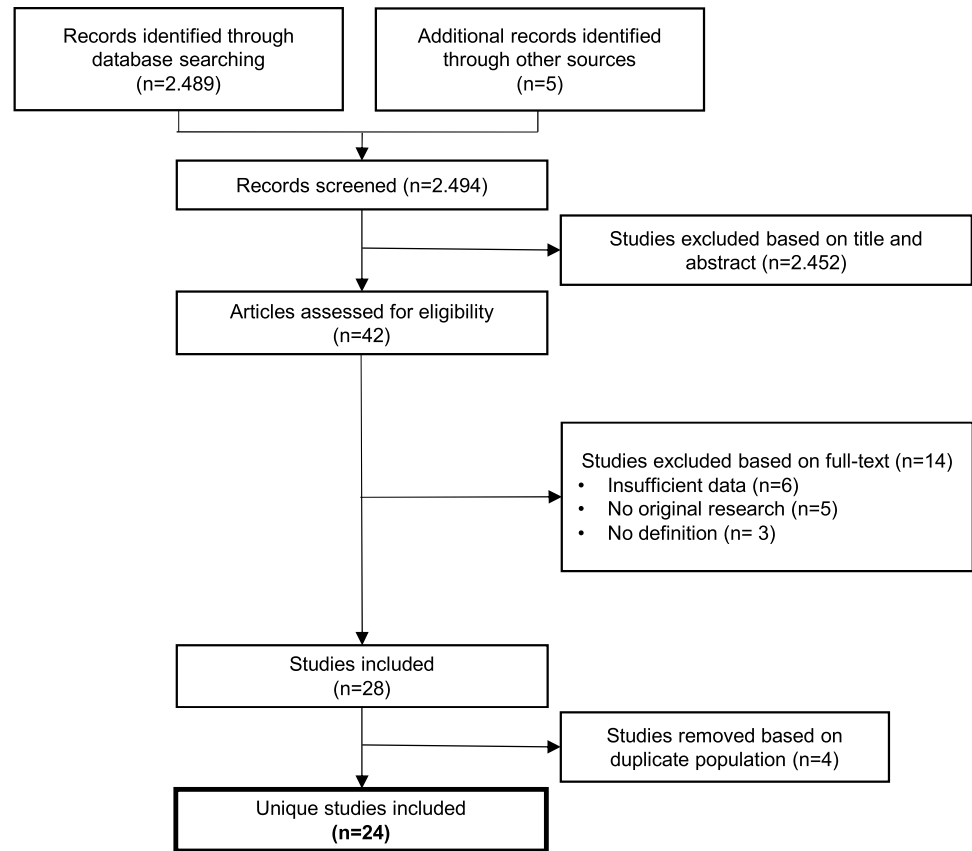 Records identified through
database searching
(n=2.489)
Additional records identified
through other sources
(n=5)
Records screened (n=2.494)
Studies excluded based on title and
abstract (n=2.452)
Articles assessed for eligibility
(n=42)
Studies excluded based on full-text (n=14)
• Insufficient data (n=6)
• No original research (n=5)
• No definition (n= 3)
Studies included
(n=28)
Studies removed based on
duplicate population (n=4)
Unique studies included
(n=24)